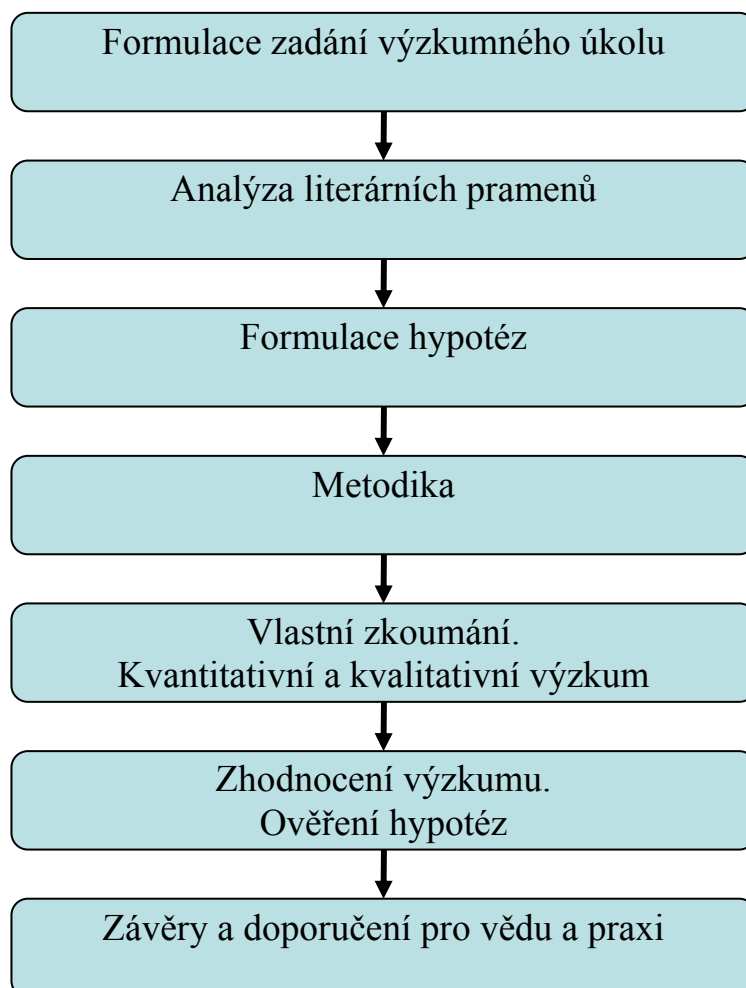 Formulace zadání výzkumného úkolu
Analýza literárních pramenů
Formulace hypotéz
Metodika
Vlastní zkoumání.
Kvantitativní a kvalitativní výzkum
Zhodnocení výzkumu.
Ověření hypotéz
Závěry a doporučení pro vědu a praxi